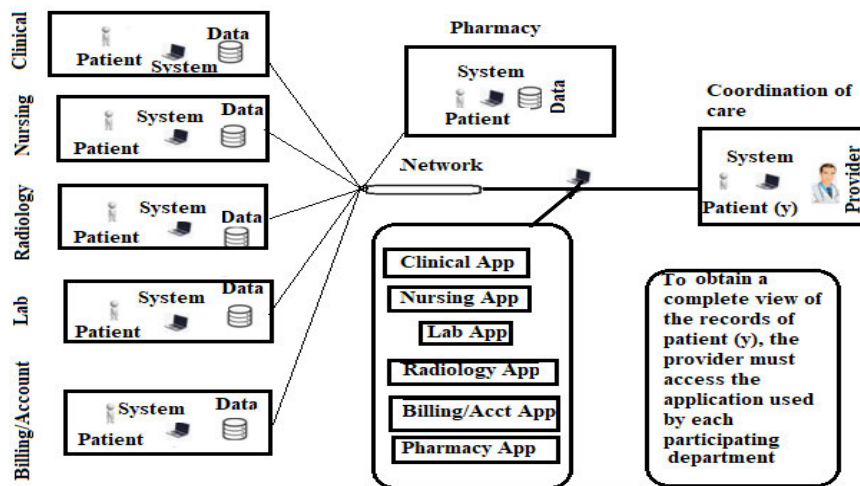 Clinical
Patient
System
Data
Nursing
Patient
System
Data
Radiology
Patient
System
Data
Lab
Patient
System
Data
Billing/Account
Patient
System
Data
Pharmacy
System
Patient
Data
Network
Clinical App
Nursing App
Lab App
Radiology App
Billing/Acct App
Pharmacy App
Coordination of
care
System
Patient (y)
Provider
To obtain a
complete view of
the records of
patient (y), the
provider must
access the
application used
by each
participating
department